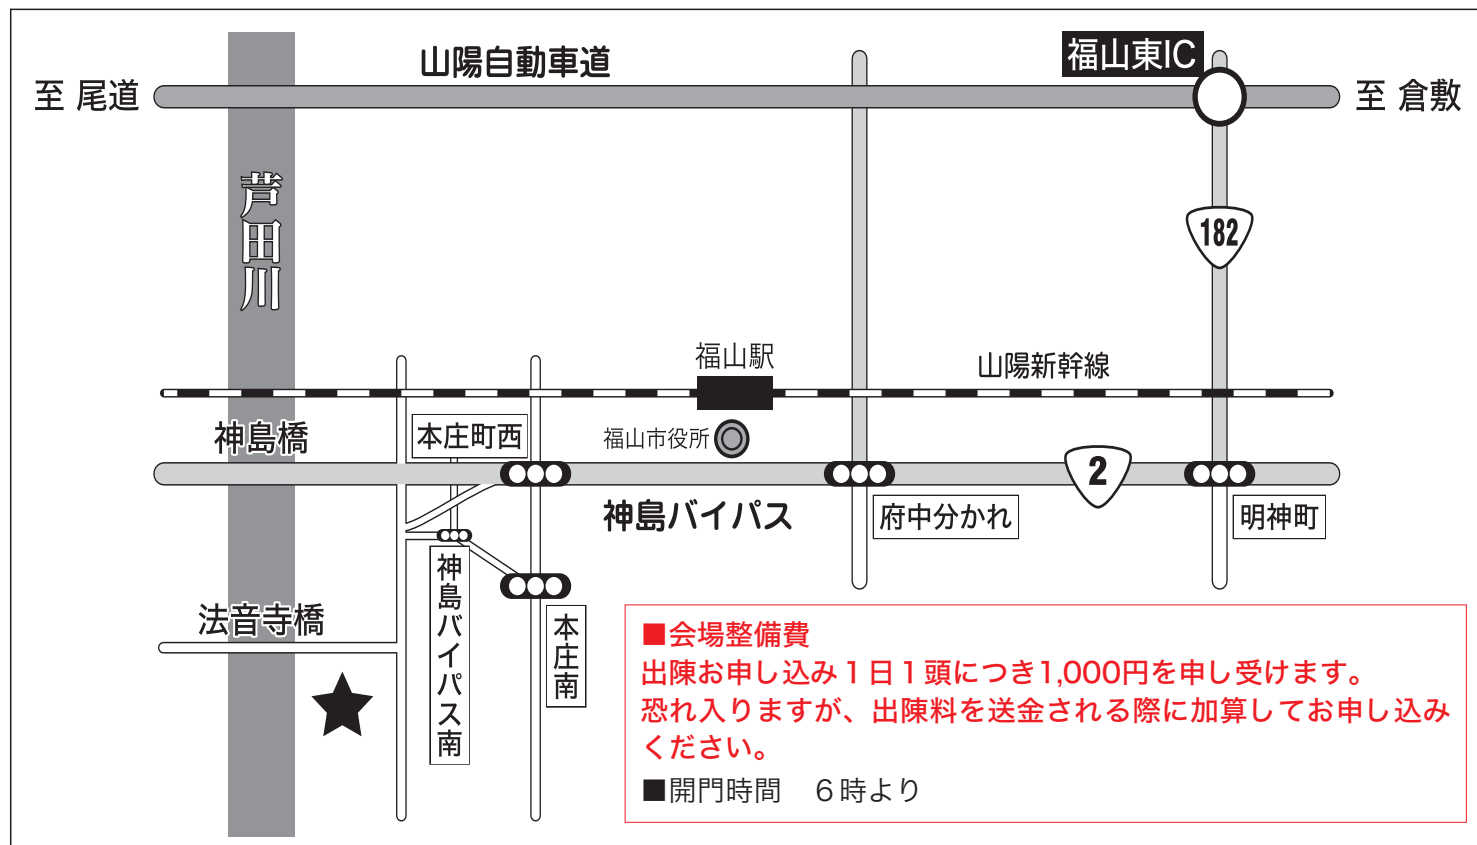 山陽自動車道
福山東IC
至 尾道
至 倉敷
芦田川
182
福山駅
山陽新幹線
神島橋
本庄町西
福山市役所
2
神島バイパス
府中分かれ
明神町
神島バイパス南
法音寺橋
本庄南
■会場整備費
出陳お申し込み1日1頭につき1,000円を申し受けます。
恐れ入りますが、出陳料を送金される際に加算してお申し込み
ください。
■開門時間　6時より